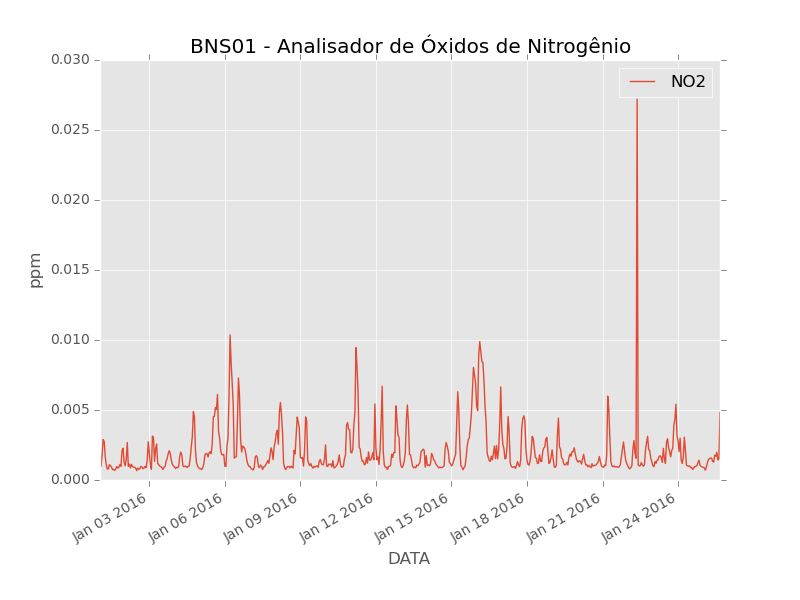 BNS01 - Analisador de Óxidos de Nitrogênio
NO2
0.030
0.025
0.020
0.015
0.010
0.005
0.000
ppm
Jan 03 2016
Jan 06 2016
Jan 09 2016
Jan 12 2016
Jan 15 2016
Jan 18 2016
Jan 21 2016
Jan 24 2016
DATA